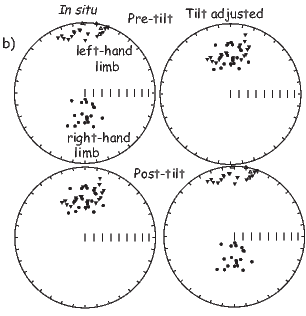 In situ
Pre-tilt
Tilt adjusted
b)
left-hand
limb
right-hand
limb
Post-tilt